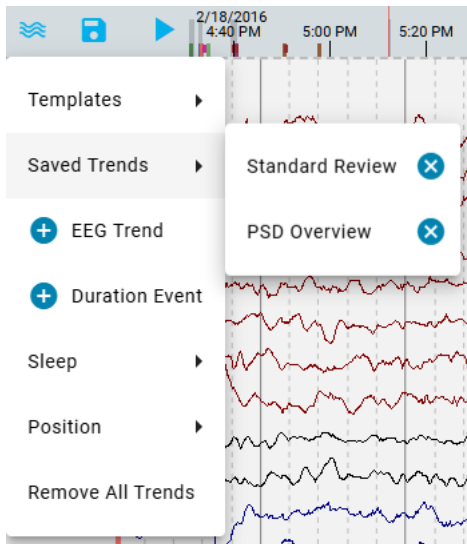 2/18/2016
4:40 PM 5:00 PM 5:20 PM
Templates
Saved Trends
Standard Review
EEG Trend
PSD Overview
Duration Event
Sleep
Position
Remove All Trends